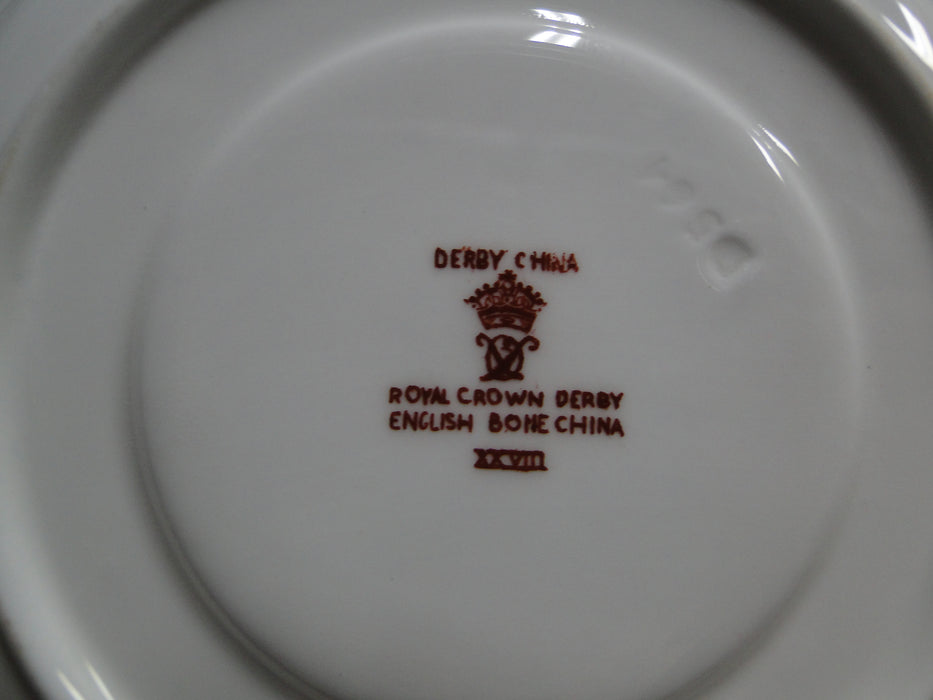 DERBY CHINA
ROYAL CROWN DERBY
ENGLISH BONE CHINA
XXVIII